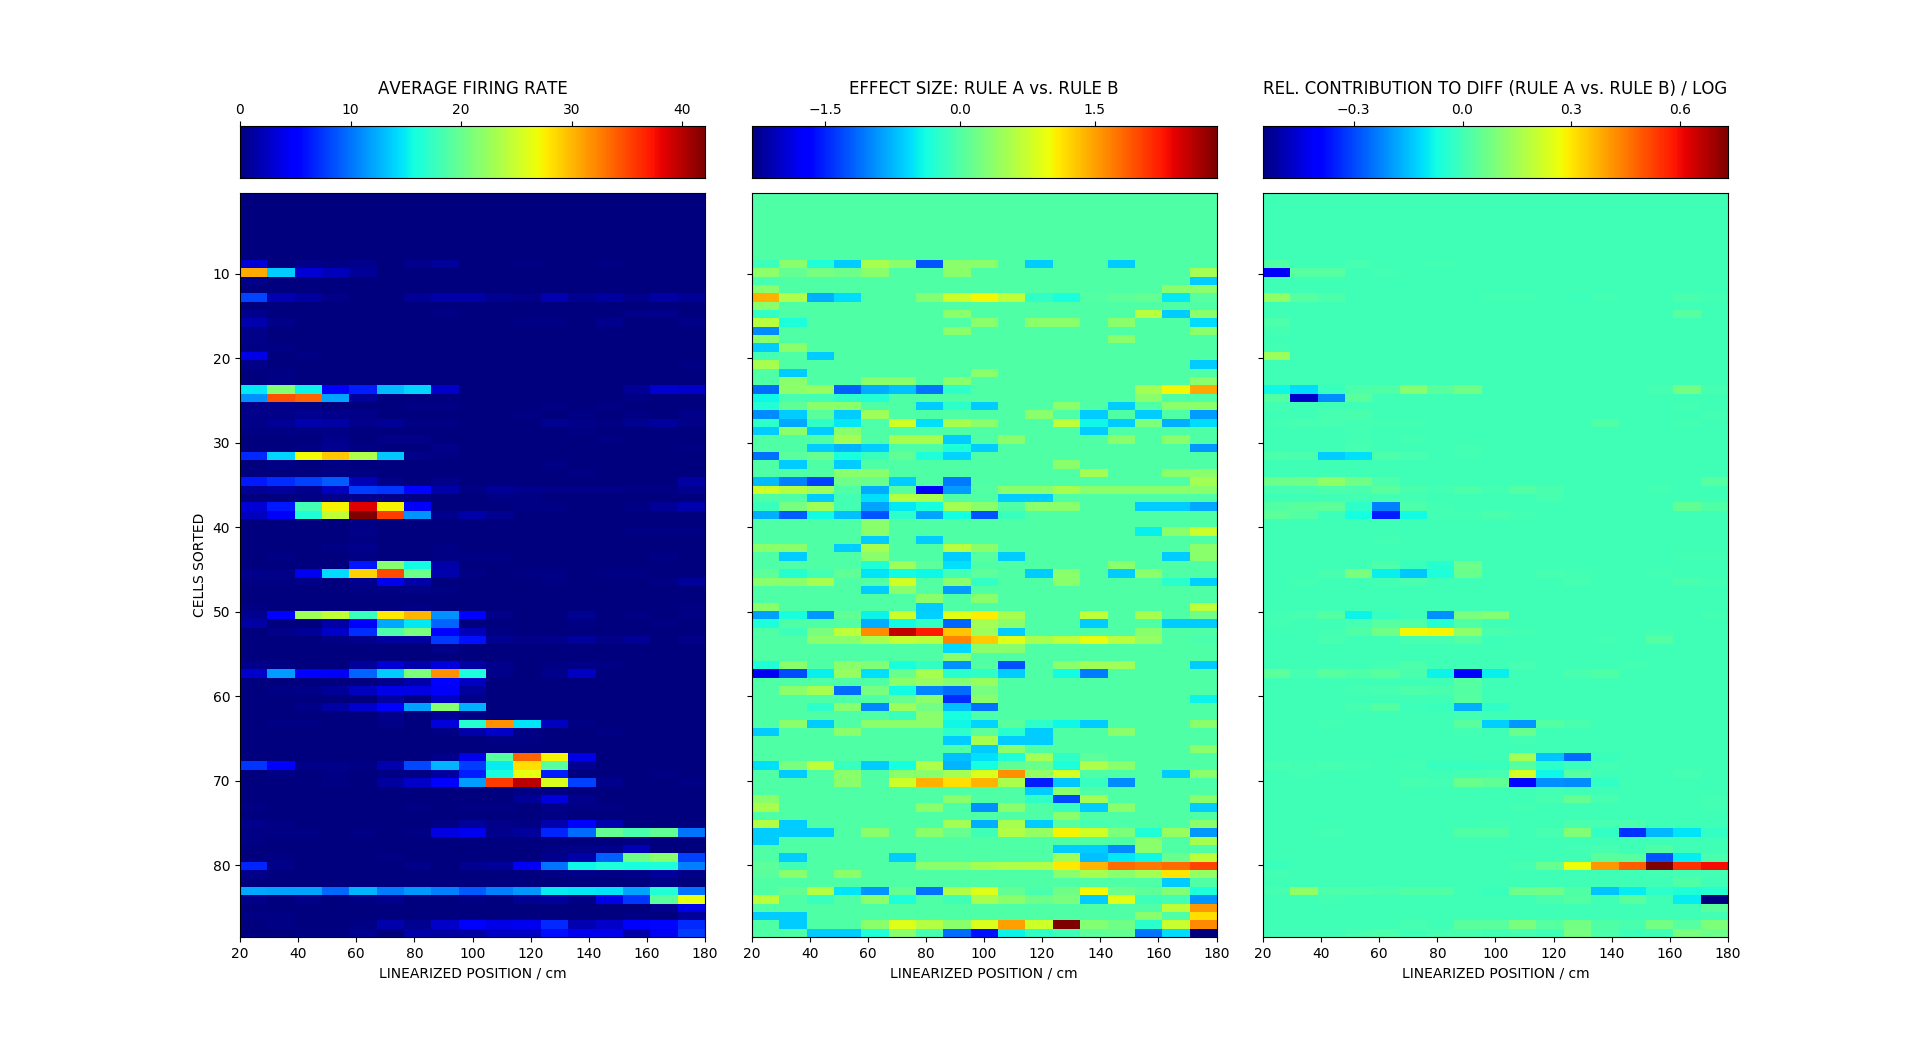 AVERAGE FIRING RATE
0 10 20 30 40
EFFECT SIZE: RULE A vs. RULE B
−1.5 0.0 1.5
REL. CONTRIBUTION TO DIFF (RULE A vs. RULE B) / LOG
−0.3 0.0 0.3 0.6
CELLS SORTED
10
20
30
40
50
60
70
80
20 40 60 80 100 120 140 160 180
LINEARIZED POSITION / cm
20 40 60 80 100 120 140 160 180
LINEARIZED POSITION / cm
20 40 60 80 100 120 140 160 180
LINEARIZED POSITION / cm